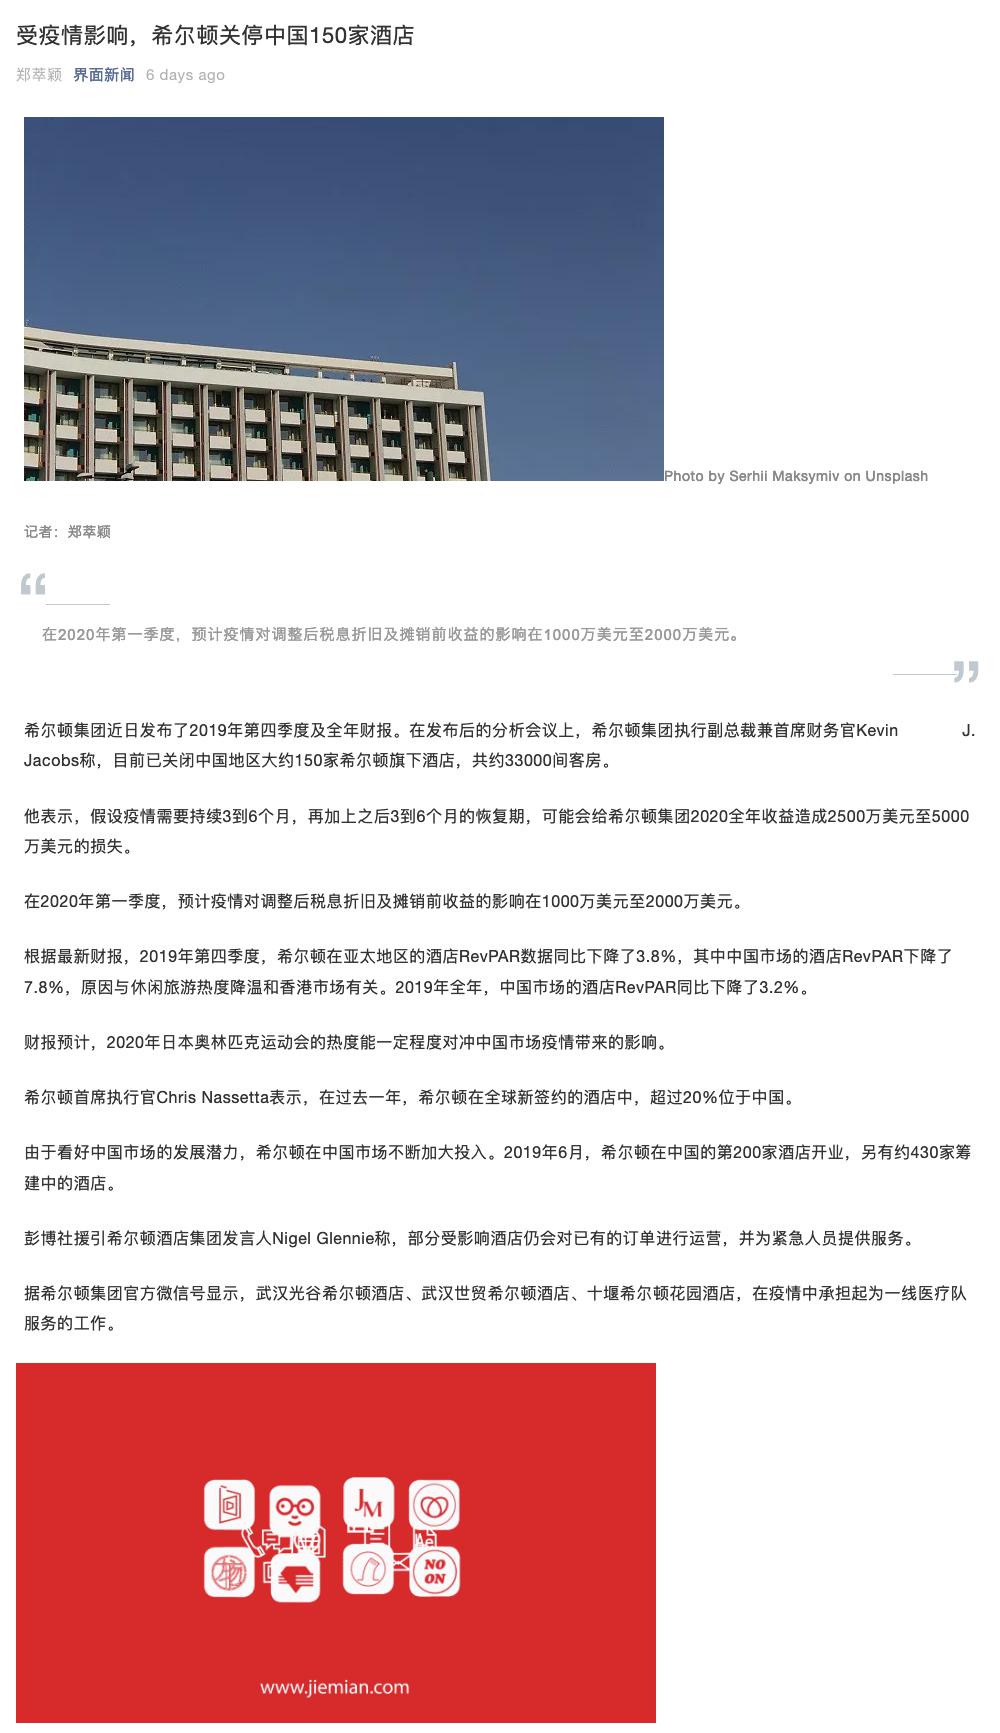 受疫情影响，希尔顿关停中国150家酒店
郑萃颖 界面新闻 6 days ago
Photo by Serhii Maksymiv on Unsplash
记者：郑萃颖
“
在2020年第一季度，预计疫情对调整后税息折旧及摊销前收益的影响在1000万美元至2000万美元。
”
希尔顿集团近日发布了2019年第四季度及全年财报。在发布后的分析会议上，希尔顿集团执行副总裁兼首席财务官Kevin J.
Jacobs称，目前已关闭中国地区大约150家希尔顿旗下酒店，共约33000间客房。
他表示，假设疫情需要持续3到6个月，再加上之后3到6个月的恢复期，可能会给希尔顿集团2020全年收益造成2500万美元至5000
万美元的损失。
在2020年第一季度，预计疫情对调整后税息折旧及摊销前收益的影响在1000万美元至2000万美元。
根据最新财报，2019年第四季度，希尔顿在亚太地区的酒店RevPAR数据同比下降了3.8%，其中中国市场的酒店RevPAR下降了
7.8%，原因与休闲旅游热度降温和香港市场有关。2019年全年，中国市场的酒店RevPAR同比下降了3.2%。
财报预计，2020年日本奥林匹克运动会的热度能一定程度对冲中国市场疫情带来的影响。
希尔顿首席执行官Chris Nassetta表示，在过去一年，希尔顿在全球新签约的酒店中，超过20%位于中国。
由于看好中国市场的发展潜力，希尔顿在中国市场不断加大投入。2019年6月，希尔顿在中国的第200家酒店开业，另有约430家筹
建中的酒店。
彭博社援引希尔顿酒店集团发言人Nigel Glennie称，部分受影响酒店仍会对已有的订单进行运营，并为紧急人员提供服务。
据希尔顿集团官方微信号显示，武汉光谷希尔顿酒店、武汉世贸希尔顿酒店、十堰希尔顿花园酒店，在疫情中承担起为一线医疗队
服务的工作。
JM
Ae
NO
ON
www.jiemian.com